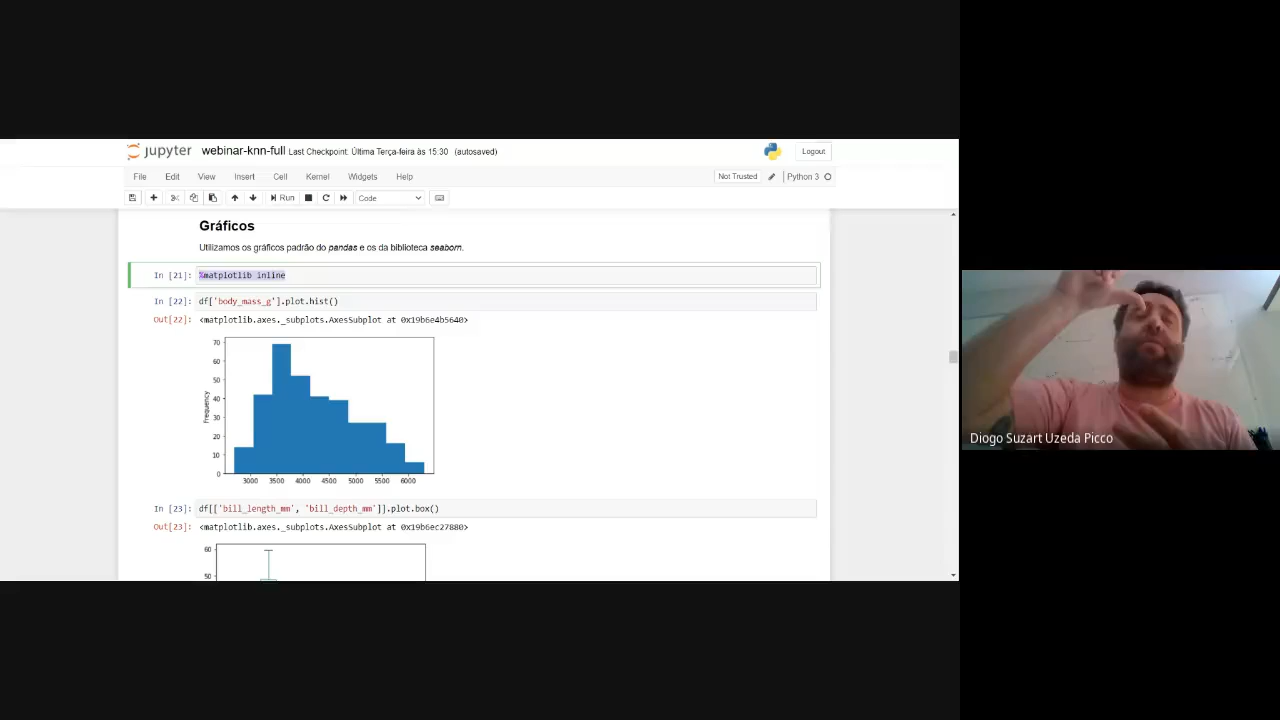 jupyter webinar-knn-full Last Checkpoint: Última Terça-feira às 15:30 (autosaved)
Logout
File Edit View Insert Cell Kernel Widgets Help
Not Trusted
Python 3
Run
Code
Gráficos
Utilizamos os gráficos padrão do pandas e os da biblioteca seaborn.
In [21]: %matplotlib inline
In [22]: df['body_mass_g'].plot.hist()
Out[22]: <matplotlib.axes._subplots.AxesSubplot at 0x19b6e4b5640>
70
60
50
40
30
20
10
0
Frequency
3000 3500 4000 4500 5000 5500 6000
In [23]: df[['bill_length_mm', 'bill_depth_mm']].plot.box()
Out[23]: <matplotlib.axes._subplots.AxesSubplot at 0x19b6ec27880>
60
50
Diogo Suzart Uzeda Picco